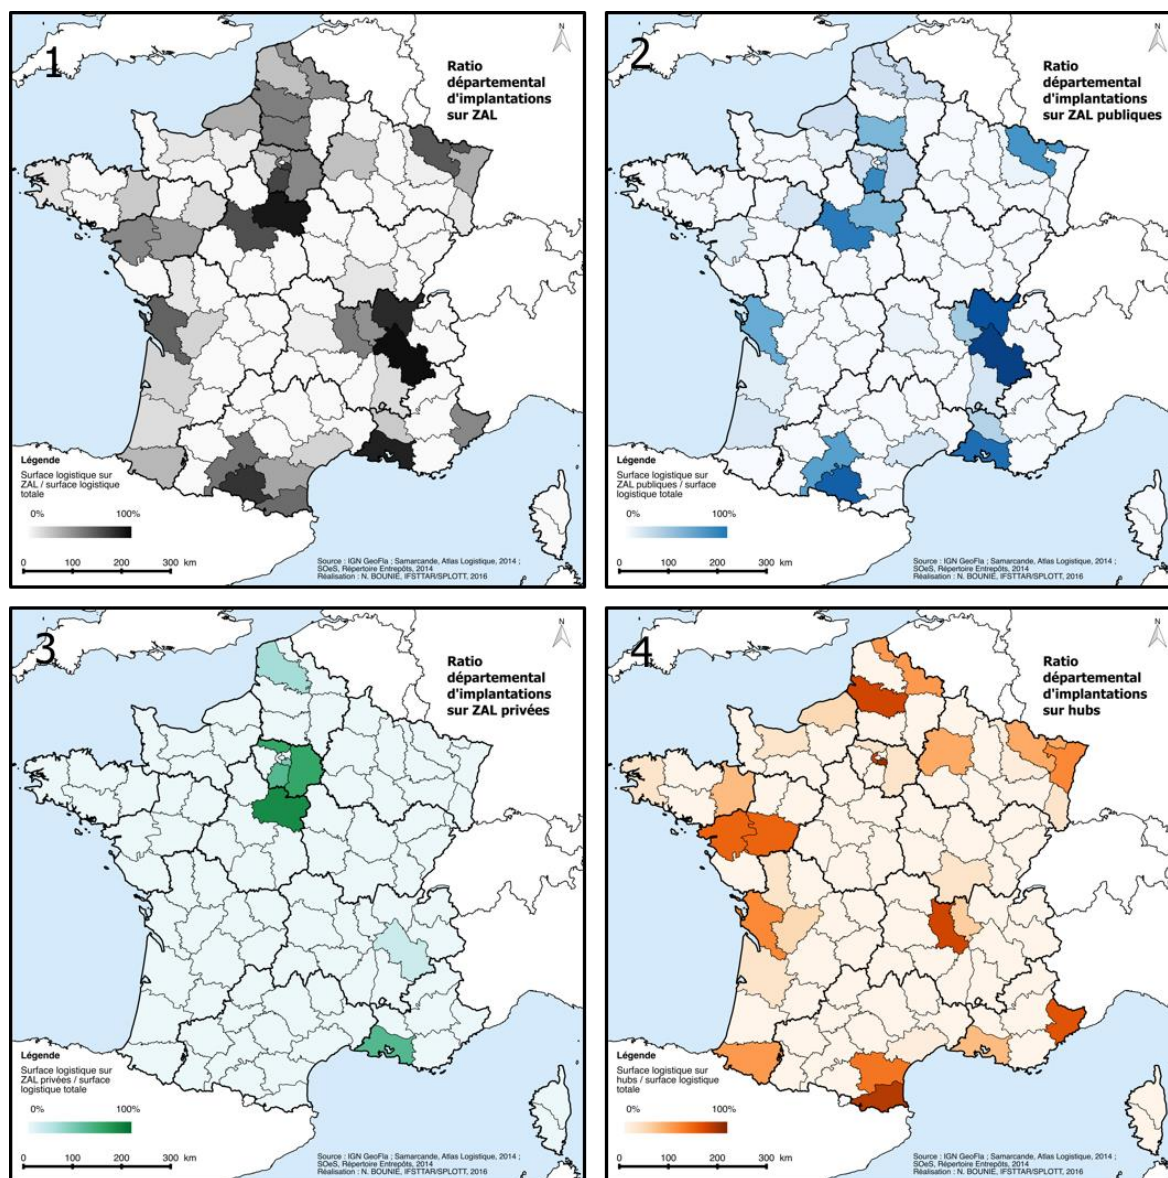 1
N
Ratio
départemental
d'implantations
sur ZAL
Légende
Surface logistique sur
ZAL / surface logistique
totale
0% 100%
0 100 200 300 km
Source : IGN GeoFla ; Samarcande, Atlas Logistique, 2014 ;
SOeS, Répertoire Entrepôts, 2014
Réalisation : N. BOUNIE, IFSTTAR/SPLOTT, 2016
2
N
Ratio
départemental
d'implantations
sur ZAL publiques
Légende
Surface logistique sur
ZAL publiques / surface
logistique totale
0% 100%
0 100 200 300 km
Source : IGN GeoFla ; Samarcande, Atlas Logistique, 2014 ;
SOeS, Répertoire Entrepôts, 2014
Réalisation : N. BOUNIE, IFSTTAR/SPLOTT, 2016
3
N
Ratio
départemental
d'implantations
sur ZAL privées
Légende
Surface logistique sur
ZAL privées / surface
logistique totale
0% 100%
0 100 200 300 km
Source : IGN GeoFla ; Samarcande, Atlas Logistique, 2014 ;
SOeS, Répertoire Entrepôts, 2014
Réalisation : N. BOUNIE, IFSTTAR/SPLOTT, 2016
4
N
Ratio
départemental
d'implantations
sur hubs
Légende
Surface logistique sur
hubs / surface logistique
totale
0% 100%
0 100 200 300 km
Source : IGN GeoFla ; Samarcande, Atlas Logistique, 2014 ;
SOeS, Répertoire Entrepôts, 2014
Réalisation : N. BOUNIE, IFSTTAR/SPLOTT, 2016